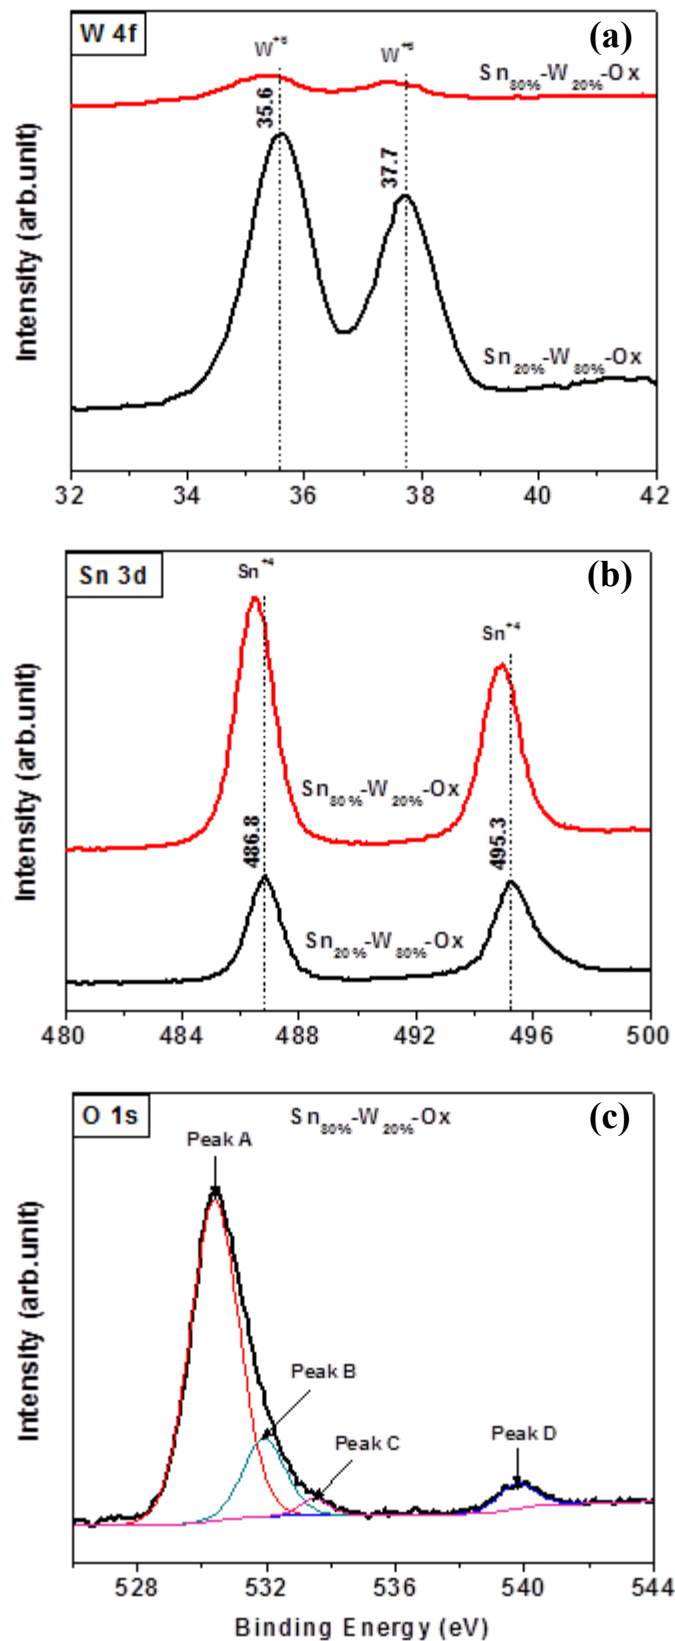 W 4f
(a)
W+6
W+6
Sn80%-W20%-Ox
35.6
37.7
Sn20%-W80%-Ox
Intensity (arb.unit)
32 34 36 38 40 42
Sn 3d
(b)
Sn+4
Sn+4
Sn80%-W20%-Ox
486.8
495.3
Sn20%-W80%-Ox
Intensity (arb.unit)
480 484 488 492 496 500
O 1s
Sn80%-W20%-Ox
(c)
Peak A
Peak B
Peak C
Peak D
Intensity (arb.unit)
528 532 536 540 544
Binding Energy (eV)